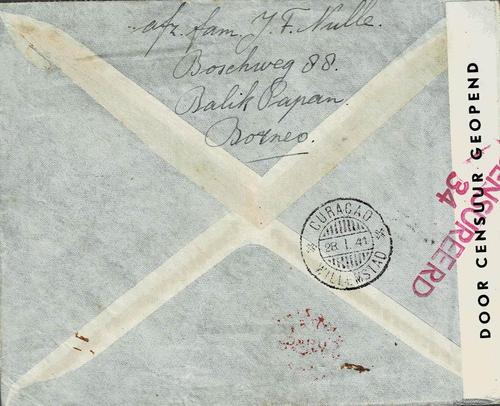 afz. fam. J. F. Nulle.
Boschweg 88.
Balik Papan.
Borneo.
CURAÇAO
28. 1. 41
WILLEMSTAD
34
DOOR CENSUUR GEOPEND